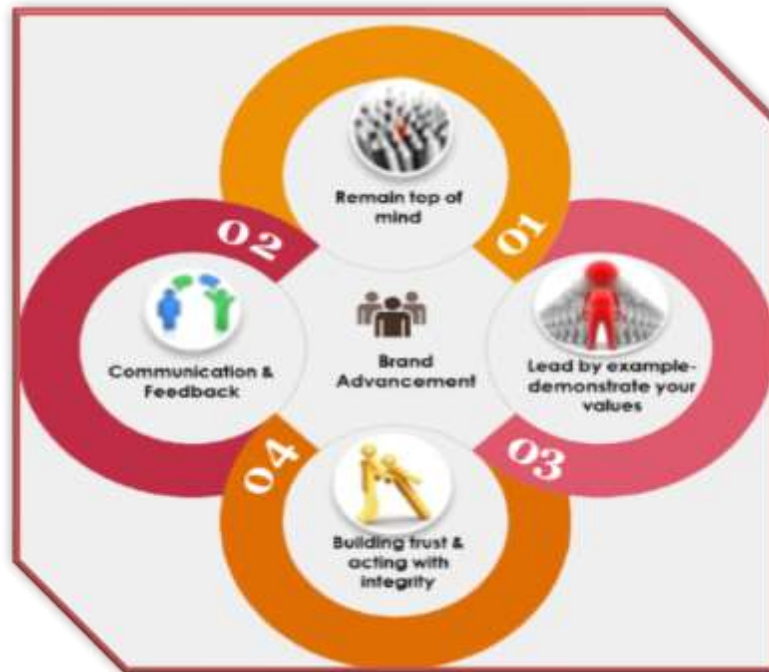 01
Remain top of
mind
02
Communication &
Feedback
Brand
Advancement
Lead by example-
demonstrate your
values
03
04
Building trust &
acting with
integrity